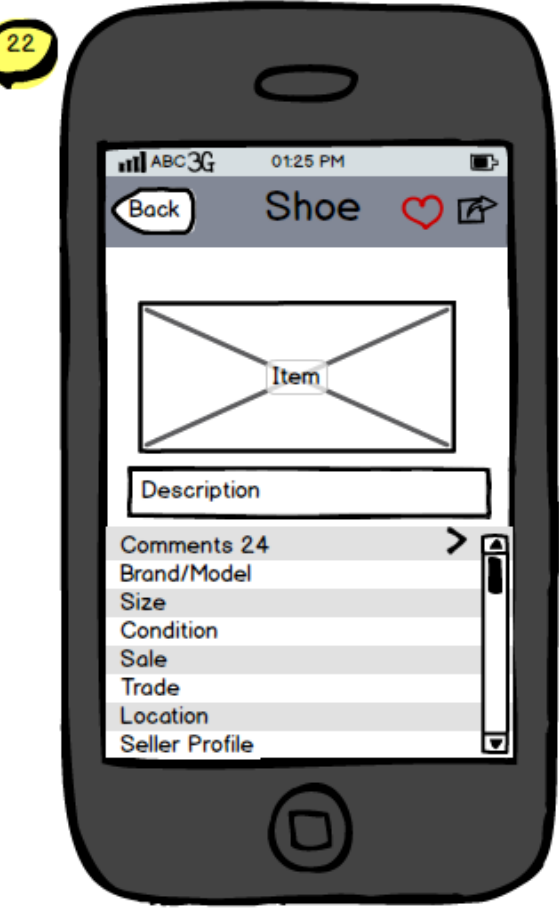 22
ABC 3G 01:25 PM
Back Shoe
Item
Description
Comments 24 >
Brand/Model
Size
Condition
Sale
Trade
Location
Seller Profile